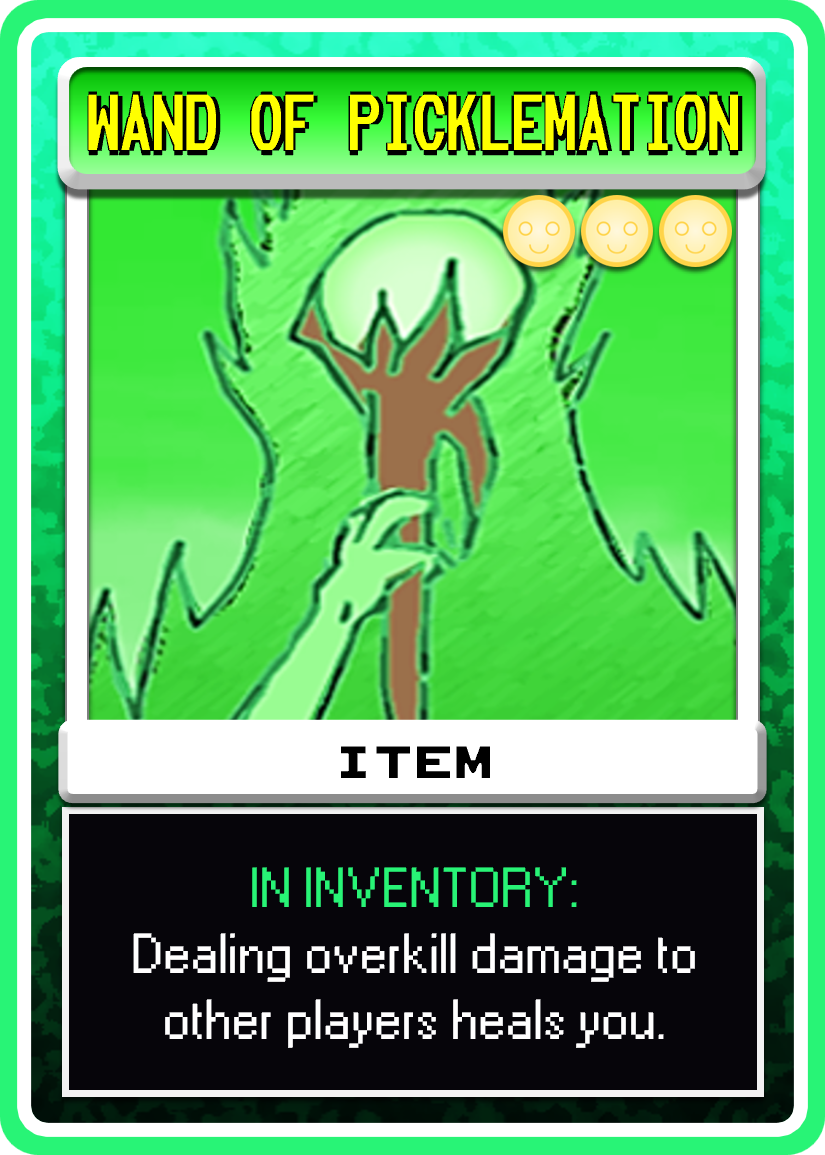 WAND OF PICKLEMATION
ITEM
IN INVENTORY:
Dealing overkill damage to
other players heals you.